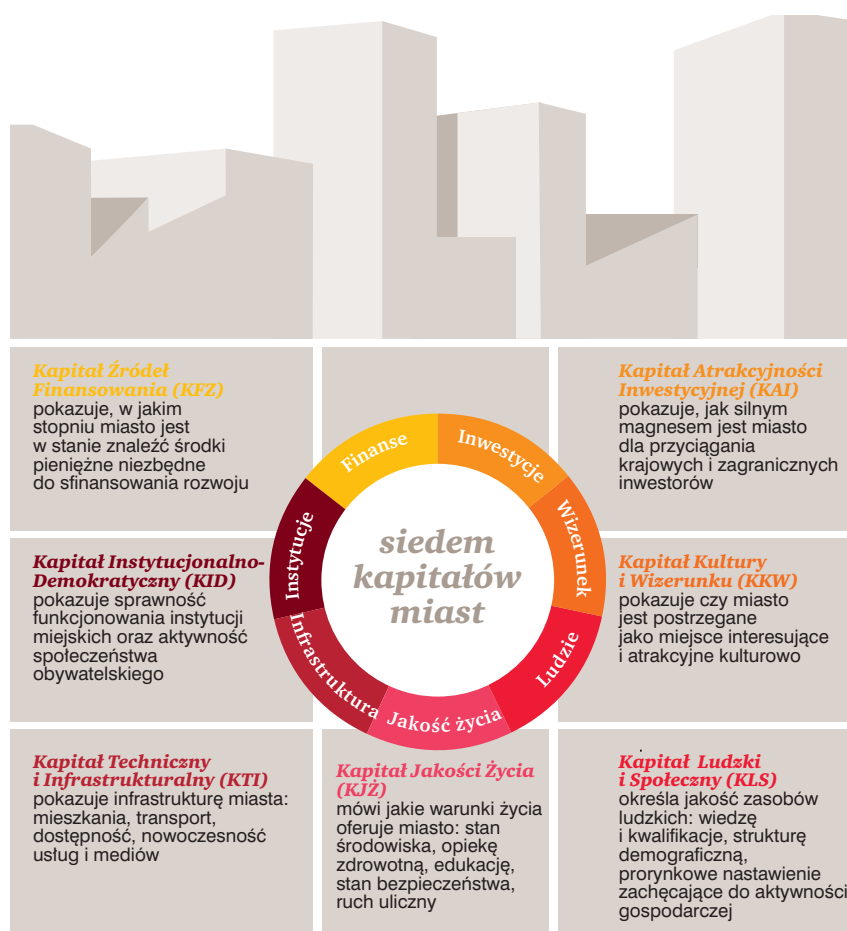 Kapitał Źródeł
Finansowania (KFZ)
pokazuje, w jakim
stopniu miasto jest
w stanie znaleźć środki
pieniężne niezbędne
do sfinansowania rozwoju
Kapitał Atrakcyjności
Inwestycyjnej (KAI)
pokazuje, jak silnym
magnesem jest miasto
dla przyciągania
krajowych i zagranicznych
inwestorów
Finanse
Inwestycje
Wizerunek
Ludzie
Jakość życia
Infrastruktura
Instytucje
siedem
kapitałów
miast
Kapitał Instytucjonalno-
Demokratyczny (KID)
pokazuje sprawność
funkcjonowania instytucji
miejskich oraz aktywność
społeczeństwa
obywatelskiego
Kapitał Kultury
i Wizerunku (KKW)
pokazuje czy miasto
jest postrzegane
jako miejsce interesujące
i atrakcyjne kulturowo
Kapitał Techniczny
i Infrastrukturalny (KTI)
pokazuje infrastrukturę miasta:
mieszkania, transport,
dostępność, nowoczesność
usług i mediów
Kapitał Jakości Życia
(KJŻ)
mówi jakie warunki życia
oferuje miasto: stan
środowiska, opiekę
zdrowotną, edukację,
stan bezpieczeństwa,
ruch uliczny
Kapitał Ludzki
i Społeczny (KLS)
określa jakość zasobów
ludzkich: wiedzę
i kwalifikacje, strukturę
demograficzną,
prorynkowe nastawienie
zachęcające do aktywności
gospodarczej